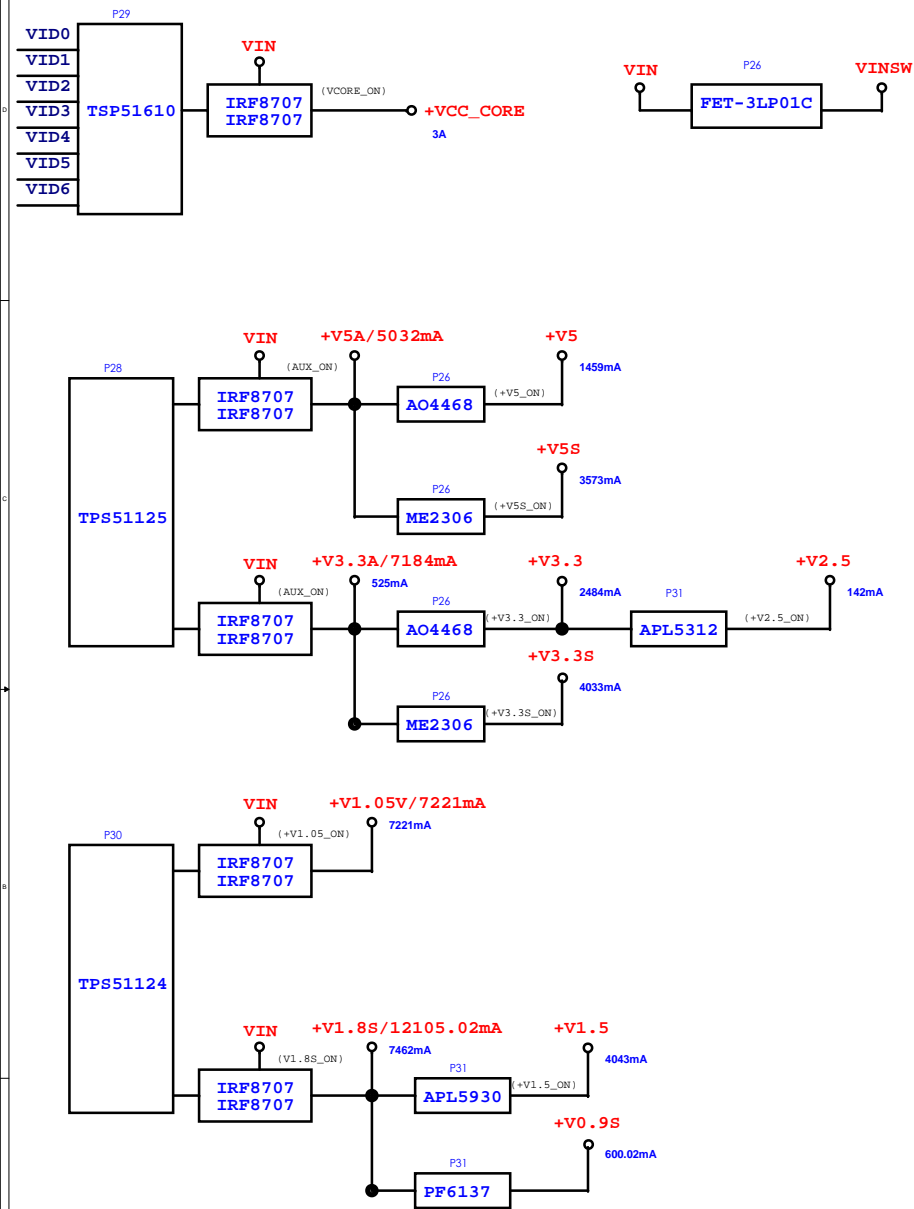 P29
VID0
VID1
VID2
VID3
VID4
VID5
VID6
TSP51610
VIN
IRF8707
IRF8707
(VCORE_ON)
+VCC_CORE
3A
VIN
P26
FET-3LP01C
VINSW
D
P28
TPS51125
VIN
(AUX_ON)
IRF8707
IRF8707
+V5A/5032mA
P26
AO4468
(+V5_ON)
+V5
1459mA
P26
ME2306
(+V5S_ON)
+V5S
3573mA
C
VIN
(AUX_ON)
IRF8707
IRF8707
+V3.3A/7184mA
525mA
P26
AO4468
(+V3.3_ON)
+V3.3
2484mA
P31
APL5312
(+V2.5_ON)
+V2.5
142mA
P26
ME2306
(+V3.3S_ON)
+V3.3S
4033mA
P30
TPS51124
VIN
(+V1.05_ON)
IRF8707
IRF8707
+V1.05V/7221mA
7221mA
B
VIN
(V1.8S_ON)
IRF8707
IRF8707
+V1.8S/12105.02mA
7462mA
P31
APL5930
(+V1.5_ON)
+V1.5
4043mA
P31
PF6137
+V0.9S
600.02mA